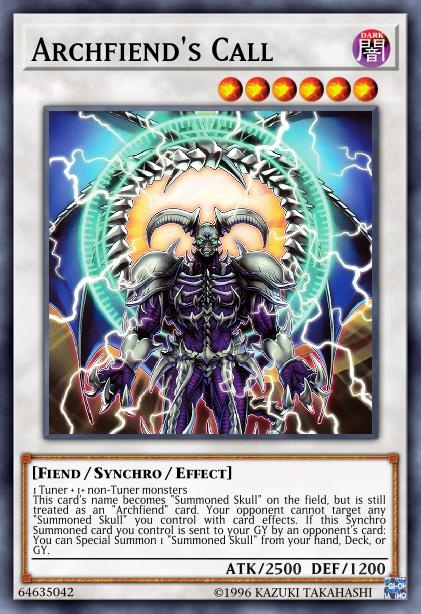 ARCHFIEND'S CALL
DARK
闇
[FIEND / SYNCHRO / EFFECT]
1 Tuner + 1+ non-Tuner monsters
This card's name becomes "Summoned Skull" on the field, but is still
treated as an "Archfiend" card. Your opponent cannot target any
"Summoned Skull" you control with card effects. If this Synchro
Summoned card you control is sent to your GY by an opponent's card:
You can Special Summon 1 "Summoned Skull" from your hand, Deck, or
GY.
ATK/2500 DEF/1200
64635042
©1996 KAZUKI TAKAHASHI